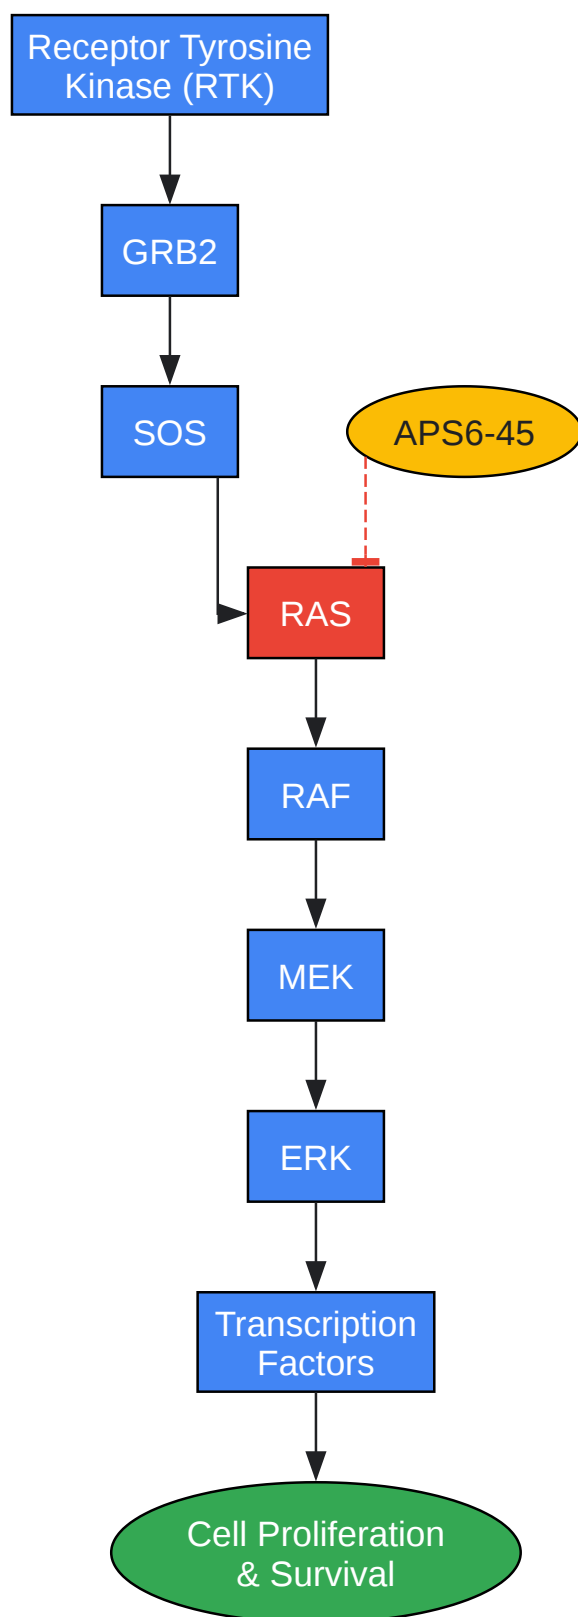 Receptor Tyrosine
Kinase (RTK)
GRB2
SOS
APS6-45
RAS
RAF
MEK
ERK
Transcription
Factors
Cell Proliferation
& Survival